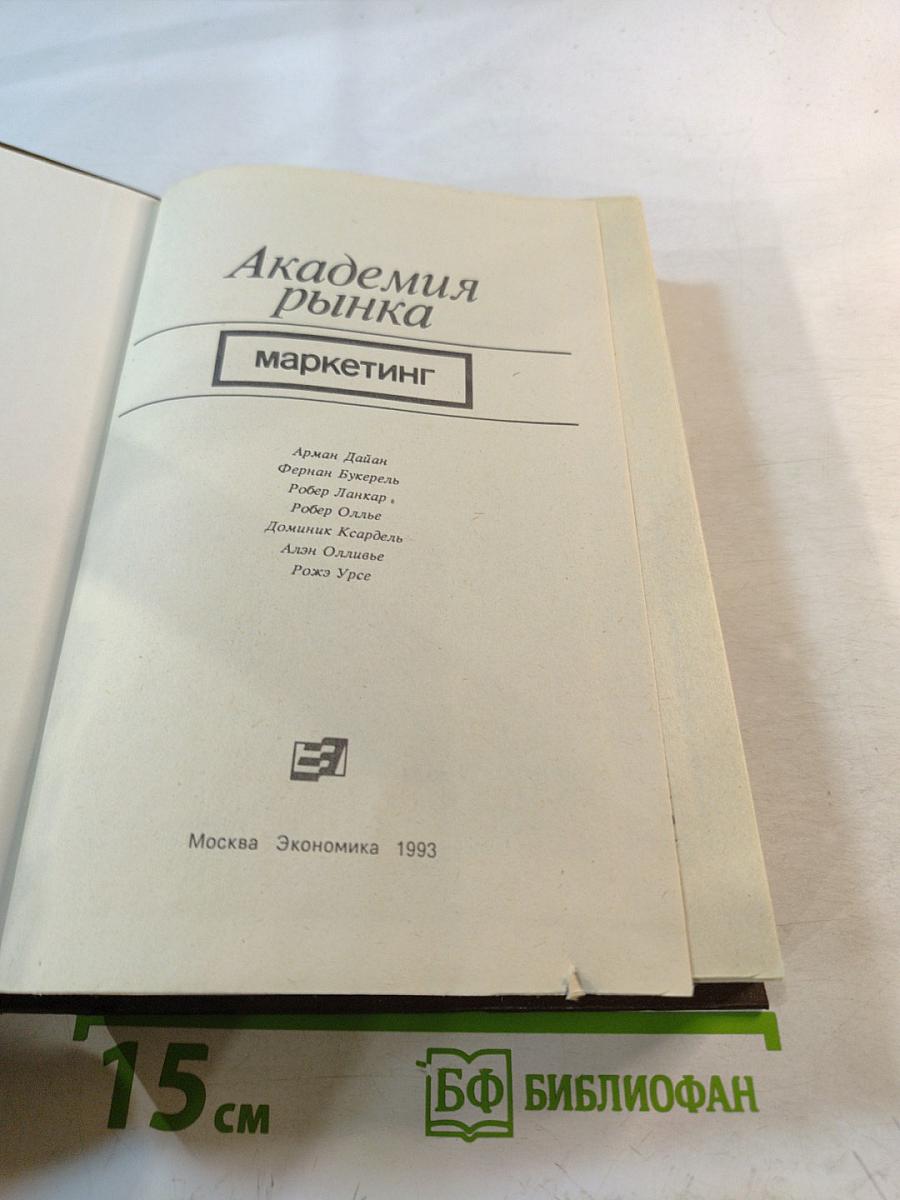 Академия
рынка
маркетинг
Арман Дайан
Фернан Букерель
Робер Ланкар
Робер Оллье
Доминик Ксардель
Алэн Олливье
Рожэ Урсе
Москва Экономика 1993
15 см
БФ БИБЛИОФАН